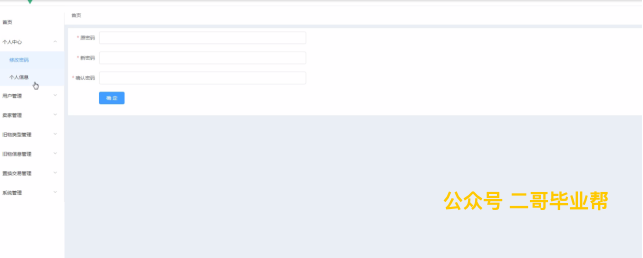 首页
首页
个人中心
修改密码
个人信息
用户管理
卖家管理
旧物类型管理
旧物信息管理
置换交易管理
系统管理
* 原密码
* 新密码
* 确认密码
确 定
公众号 二哥毕业帮